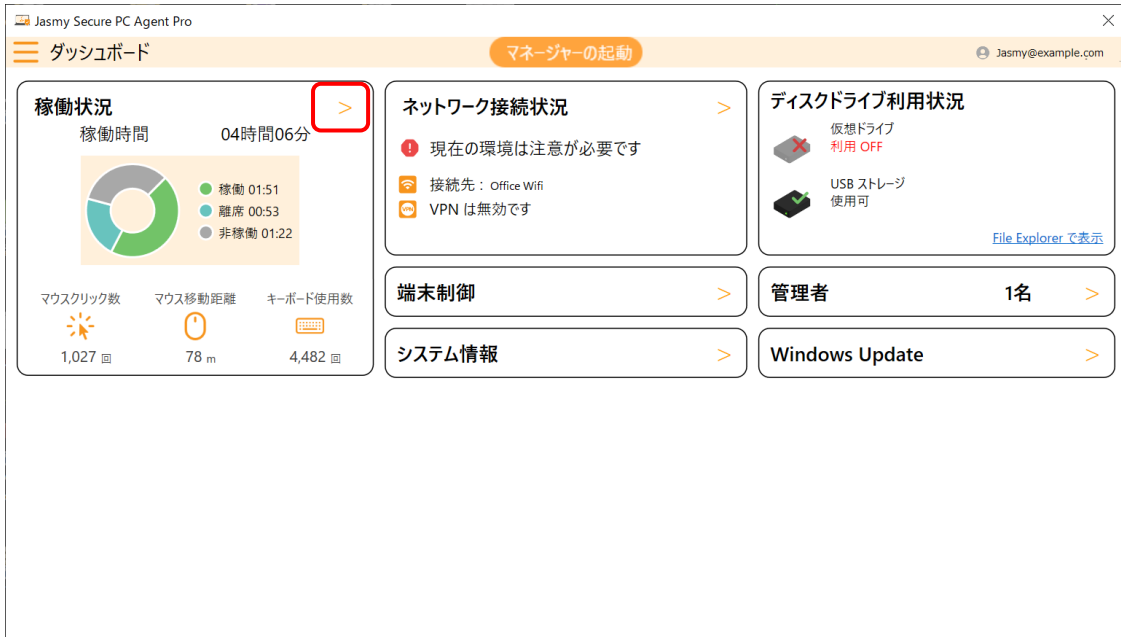 Jasmy Secure PC Agent Pro
ダッシュボード
マネージャーの起動
Jasmy@example.com
稼働状況 >
稼働時間 04時間06分
稼働 01:51
離席 00:53
非稼働 01:22
マウスクリック数 マウス移動距離 キーボード使用数
1,027 回 78 m 4,482 回
ネットワーク接続状況 >
現在の環境は注意が必要です
接続先： Office Wifi
VPN VPN は無効です
ディスクドライブ利用状況
仮想ドライブ
利用 OFF
USB ストレージ
使用可
File Explorer で表示
端末制御 >
管理者 1名 >
システム情報 >
Windows Update >